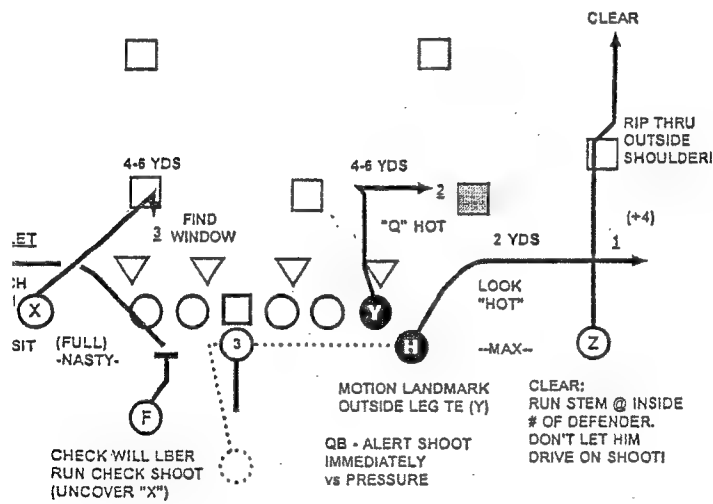 CLEAR
RIP THRU
OUTSIDE
SHOULDER!
4-6 YDS
4-6 YDS
2
3
FIND
WINDOW
"Q" HOT
(+4)
2 YDS
1
LET
CH
LOOK
"HOT"
X
Y
SIT
(FULL)
-NASTY-
3
H
--MAX--
Z
F
MOTION LANDMARK
OUTSIDE LEG TE (Y)
CLEAR:
RUN STEM @ INSIDE
# OF DEFENDER.
DON'T LET HIM
DRIVE ON SHOOT!
CHECK WILL LBER
RUN CHECK SHOOT
(UNCOVER "X")
QB - ALERT SHOOT
IMMEDIATELY
vs PRESSURE